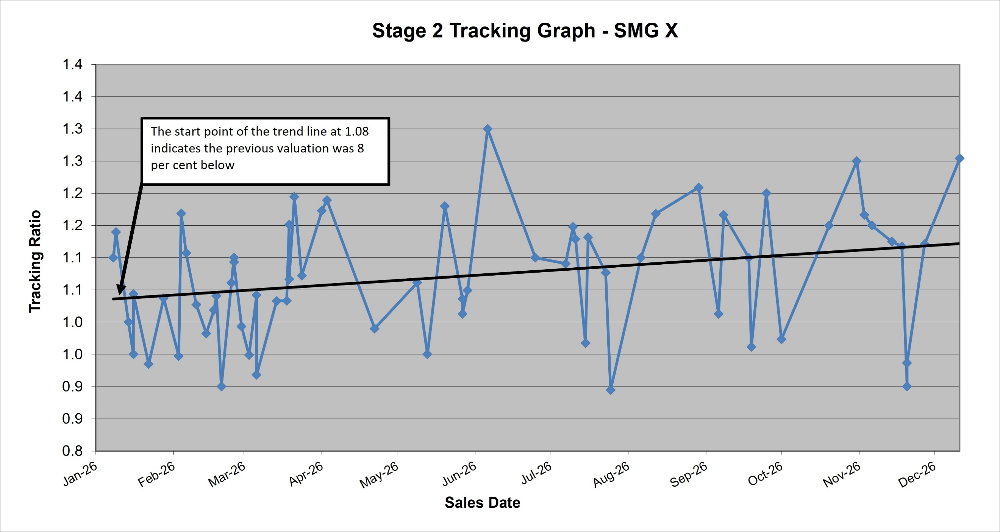 Stage 2 Tracking Graph - SMG X
1.4
1.4
1.3
The start point of the trend line at 1.08
indicates the previous valuation was 8
per cent below
1.3
1.2
1.2
1.1
1.1
1.0
1.0
0.9
0.9
0.8
Tracking Ratio
Jan-26
Feb-26
Mar-26
Apr-26
May-26
Jun-26
Jul-26
Aug-26
Sep-26
Oct-26
Nov-26
Dec-26
Sales Date